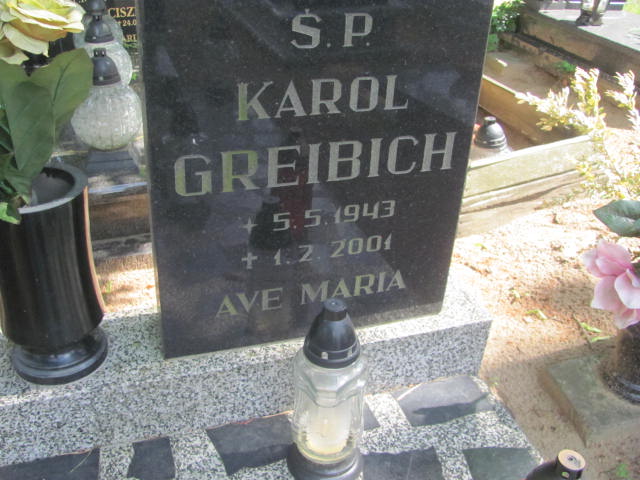 Ś.P.
KAROL
GREIBICH
+ 5.5.1943
+ 1.2.2001
AVE MARIA